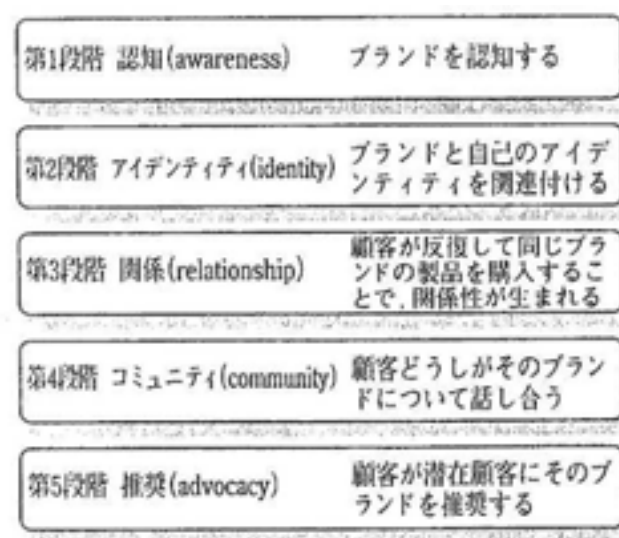 第1段階 認知(awareness) ブランドを認知する
第2段階 アイデンティティ(identity) ブランドと自己のアイデ
ンティティを関連付ける
第3段階 関係(relationship) 顧客が反復して同じブラ
ンドの製品を購入するこ
とで、関係性が生まれる
第4段階 コミュニティ(community) 顧客どうしがそのブラン
ドについて話し合う
第5段階 推奨(advocacy) 顧客が潜在顧客にそのブ
ランドを推奨する